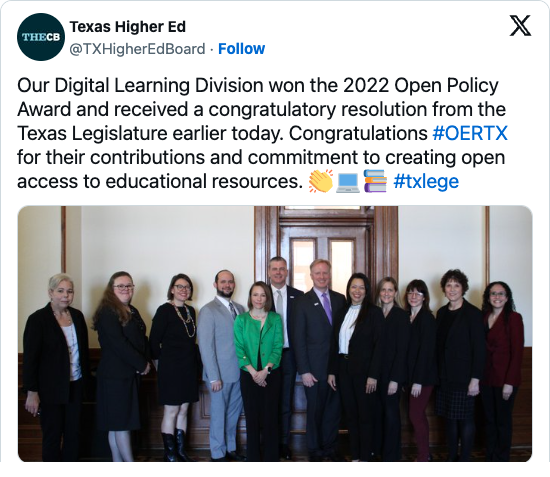 THECB
Texas Higher Ed
@TXHigherEdBoard · Follow
Our Digital Learning Division won the 2022 Open Policy
Award and received a congratulatory resolution from the
Texas Legislature earlier today. Congratulations #OERTX
for their contributions and commitment to creating open
access to educational resources. 👏💻📚 #txlege